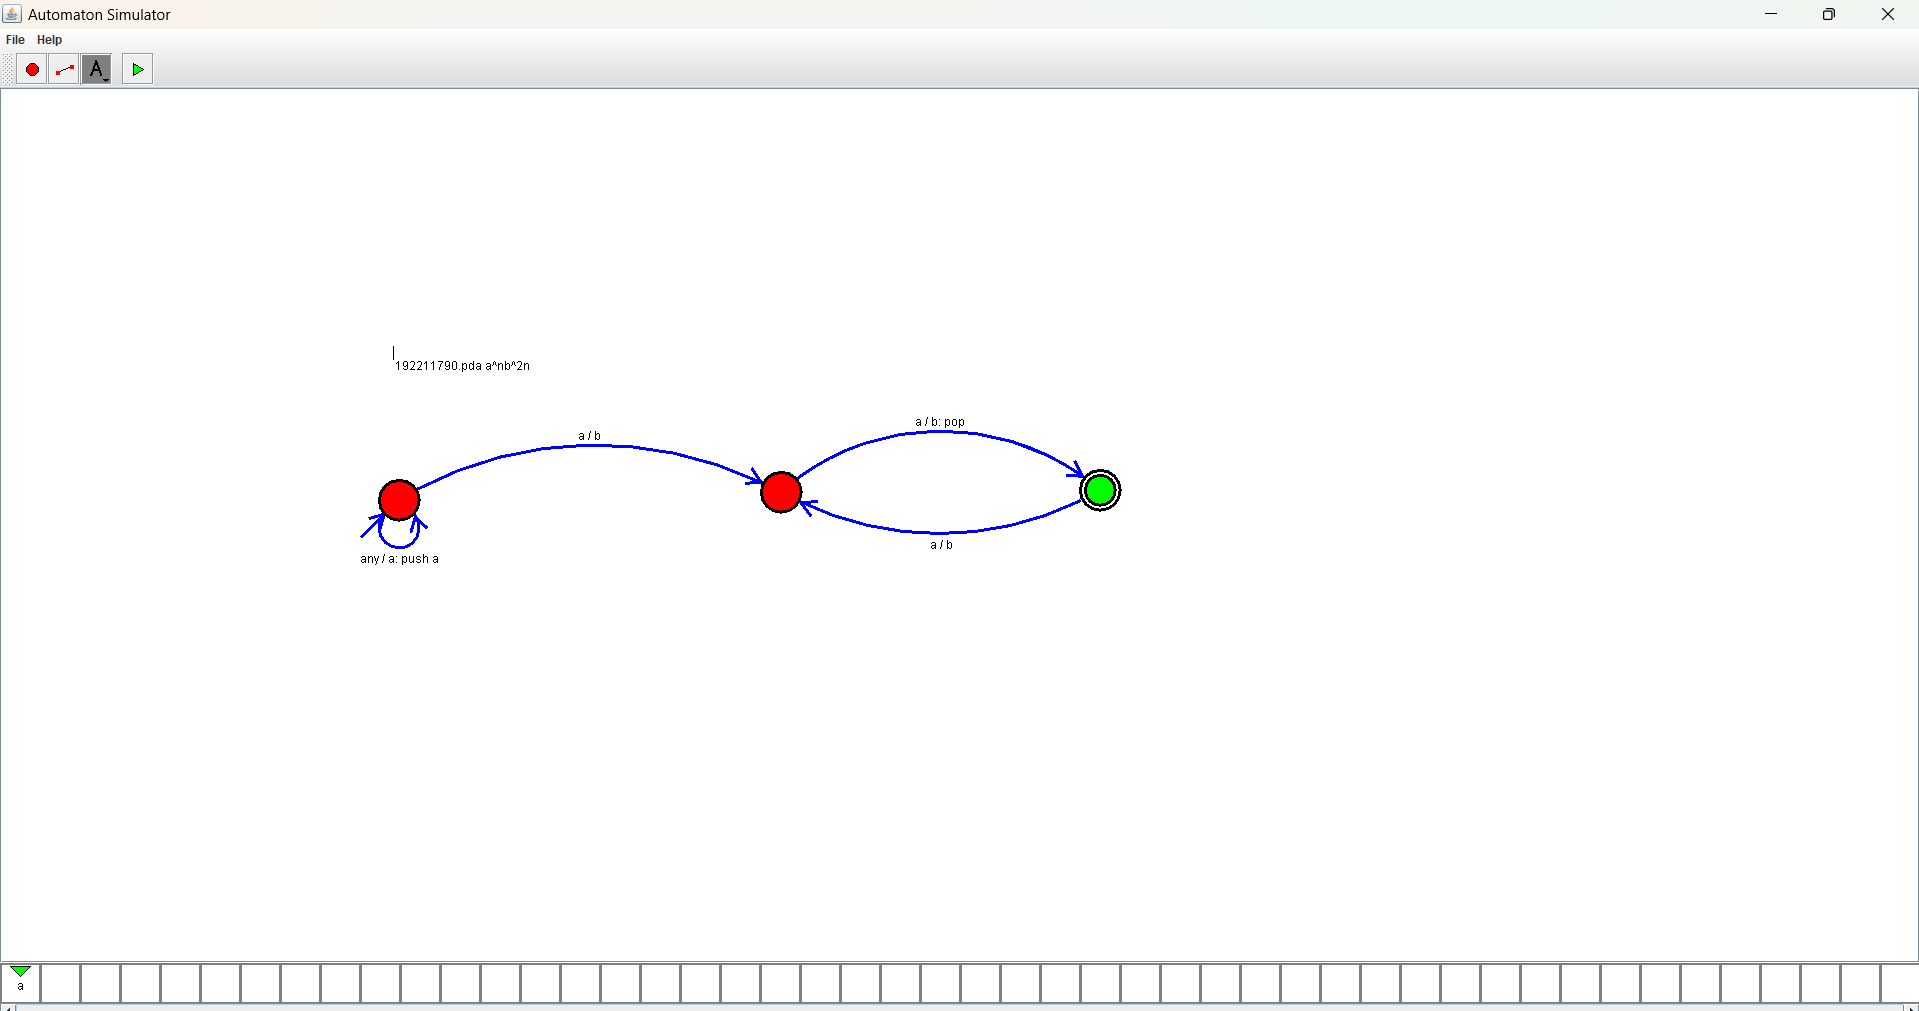 Automaton Simulator
File Help
A
192211790.pda a^nb^2n
a / b: pop
a / b
a / b
any / a: push a
a